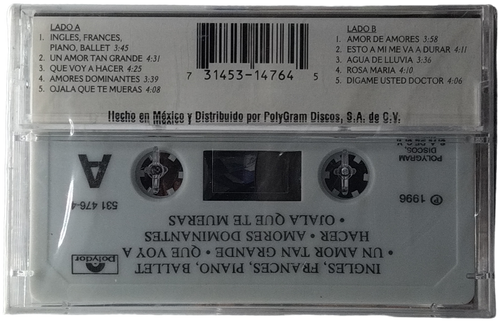 LADO A
1. INGLES, FRANCES,
PIANO, BALLET 3:45
2. UN AMOR TAN GRANDE 4:31
3. QUE VOY A HACER 4:25
4. AMORES DOMINANTES 3:39
5. OJALA QUE TE MUERAS 4:08
7 31453-14764 5
LADO B
1. AMOR DE AMORES 3:58
2. ESTO A MI ME VA A DURAR 4:11
3. AGUA DE LLUVIA 3:36
4. ROSA MARIA 4:10
5. DIGAME USTED DOCTOR 4:06
Hecho en México y Distribuido por PolyGram Discos, S.A. de C.V.
INGLES, FRANCES, PIANO, BALLET
• UN AMOR TAN GRANDE • QUE VOY A
HACER • AMORES DOMINANTES
• OJALA QUE TE MUERAS
Polydor
℗ 1996
POLYGRAM
DISCOS,
A
531 476-4